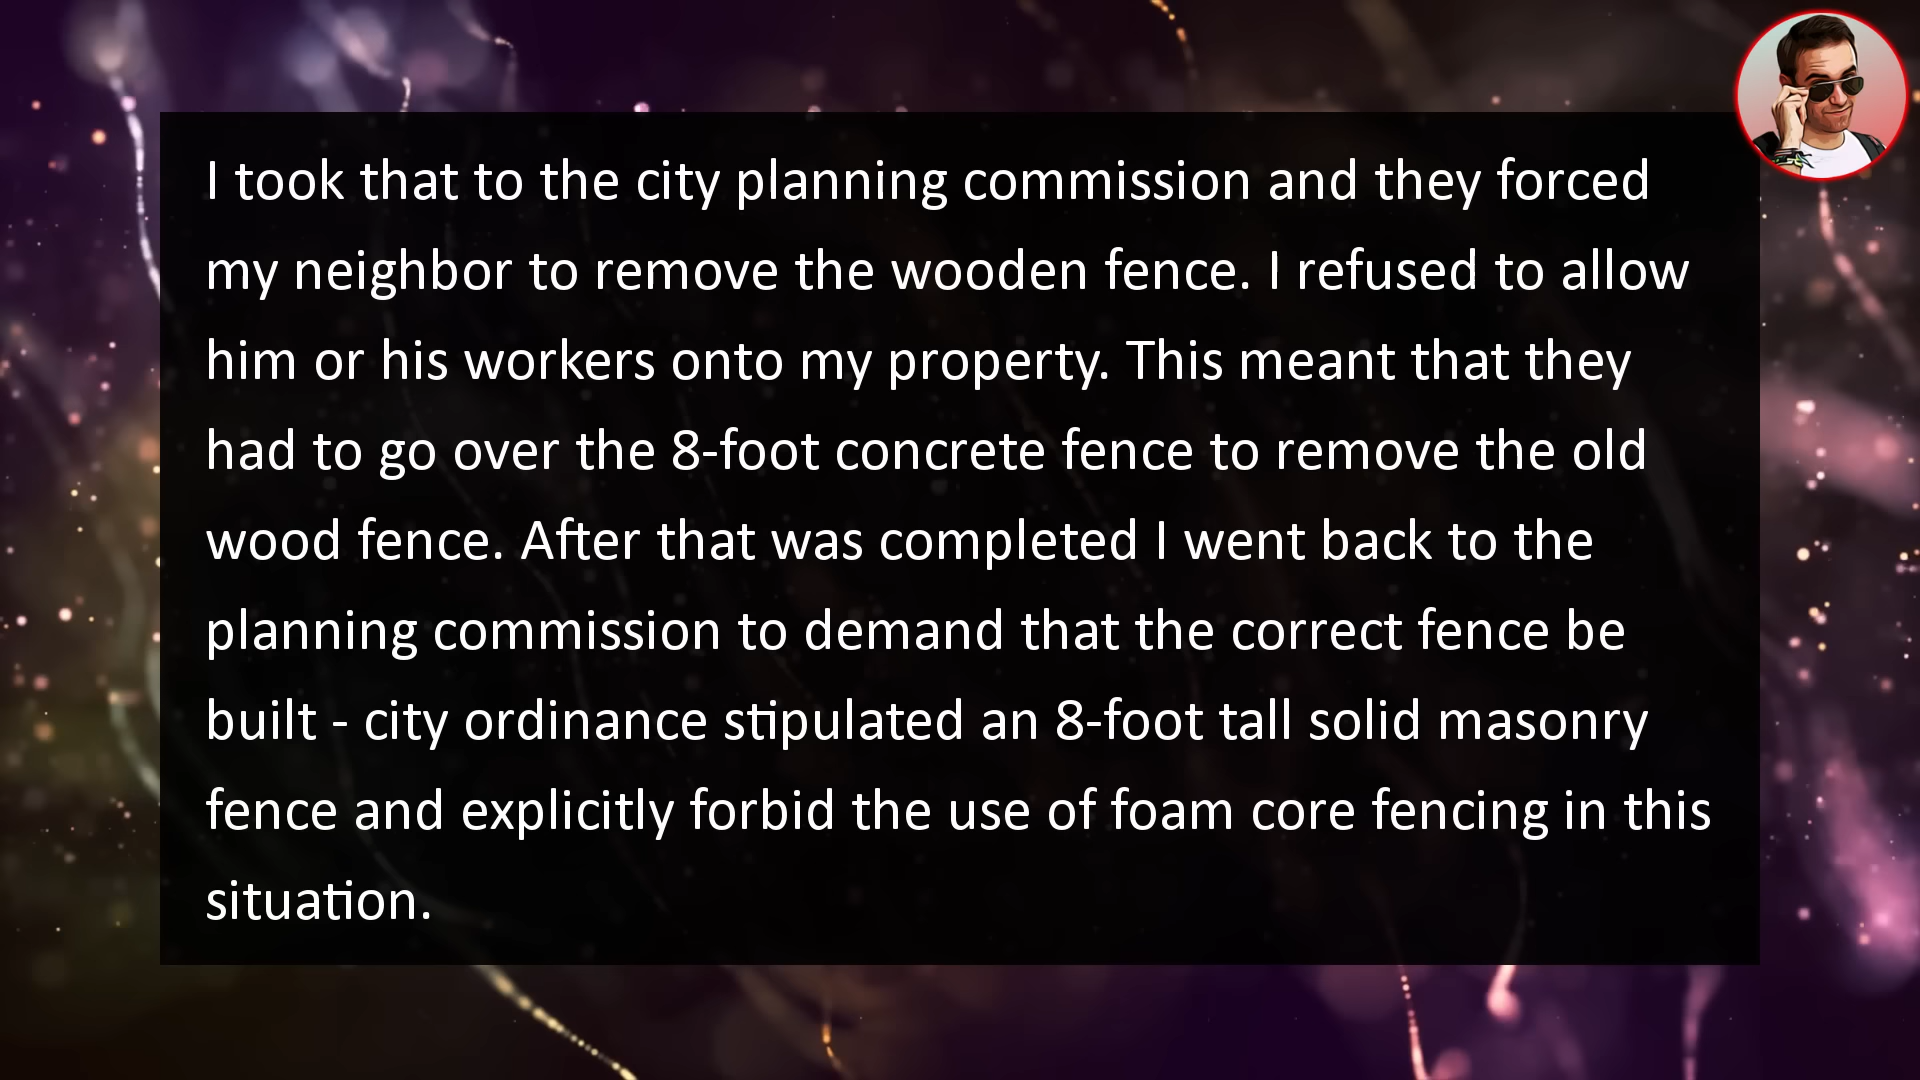 I took that to the city planning commission and they forced
my neighbor to remove the wooden fence. I refused to allow
him or his workers onto my property. This meant that they
had to go over the 8-foot concrete fence to remove the old
wood fence. After that was completed I went back to the
planning commission to demand that the correct fence be
built - city ordinance stipulated an 8-foot tall solid masonry
fence and explicitly forbid the use of foam core fencing in this
situation.